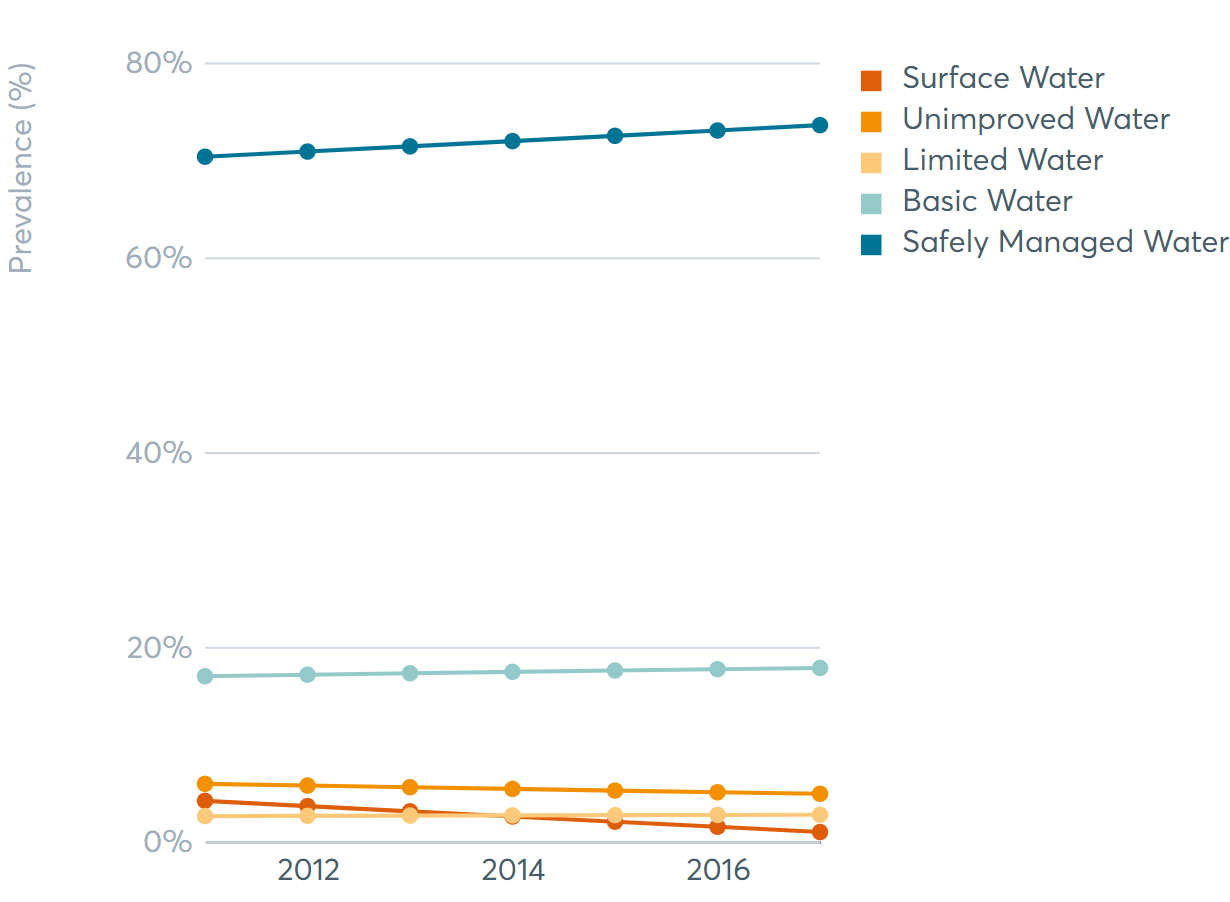 Prevalence (%)
80%
60%
40%
20%
0%
2012
2014
2016
Surface Water
Unimproved Water
Limited Water
Basic Water
Safely Managed Water